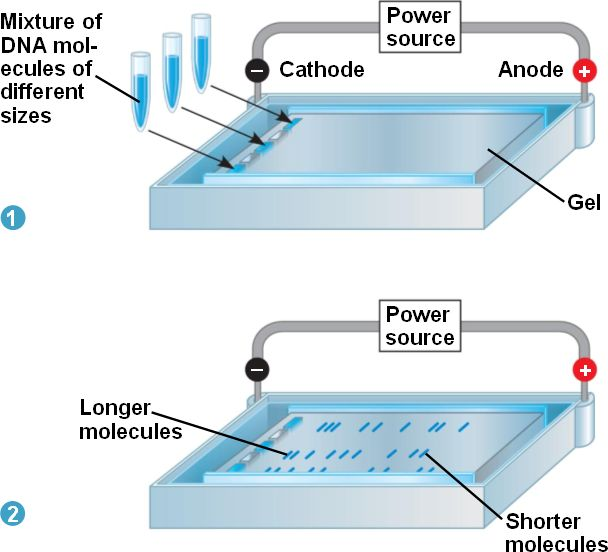 Mixture of
DNA mol-
ecules of
different
sizes
Power
source
− Cathode
Anode +
Gel
1
Power
source
− +
Longer
molecules
Shorter
molecules
2